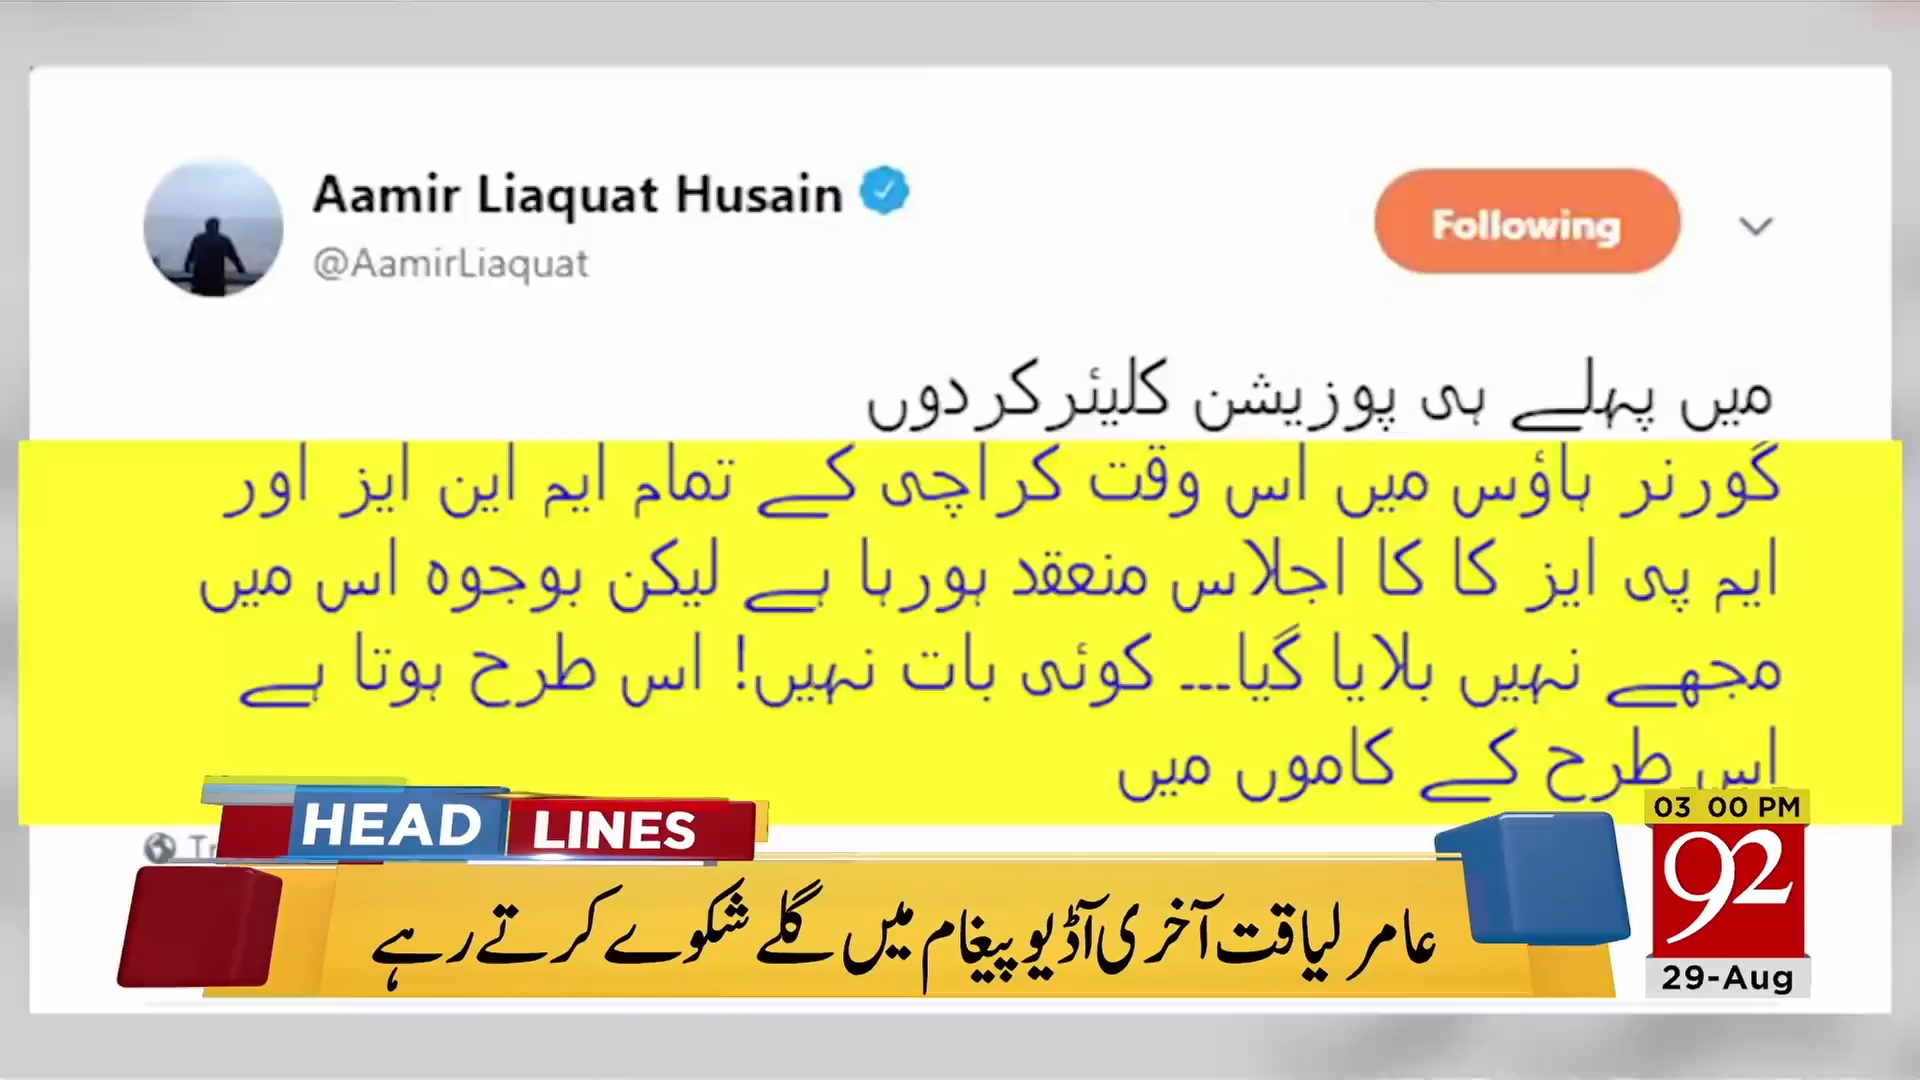 Aamir Liaquat Husain
@AamirLiaquat
Following
میں پہلے ہی پوزیشن کلیئرکردوں
گورنر ہاؤس میں اس وقت کراچی کے تمام ایم این ایز اور
ایم پی ایز کا کا اجلاس منعقد ہورہا ہے لیکن بوجوہ اس میں
مجھے نہیں بلایا گیا۔۔۔ کوئی بات نہیں! اس طرح ہوتا ہے
اس طرح کے کاموں میں
HEAD LINES
03 00 PM
92
عامر لیاقت آخری آڈیو پیغام میں گلے شکوے کرتے رہے
29-Aug